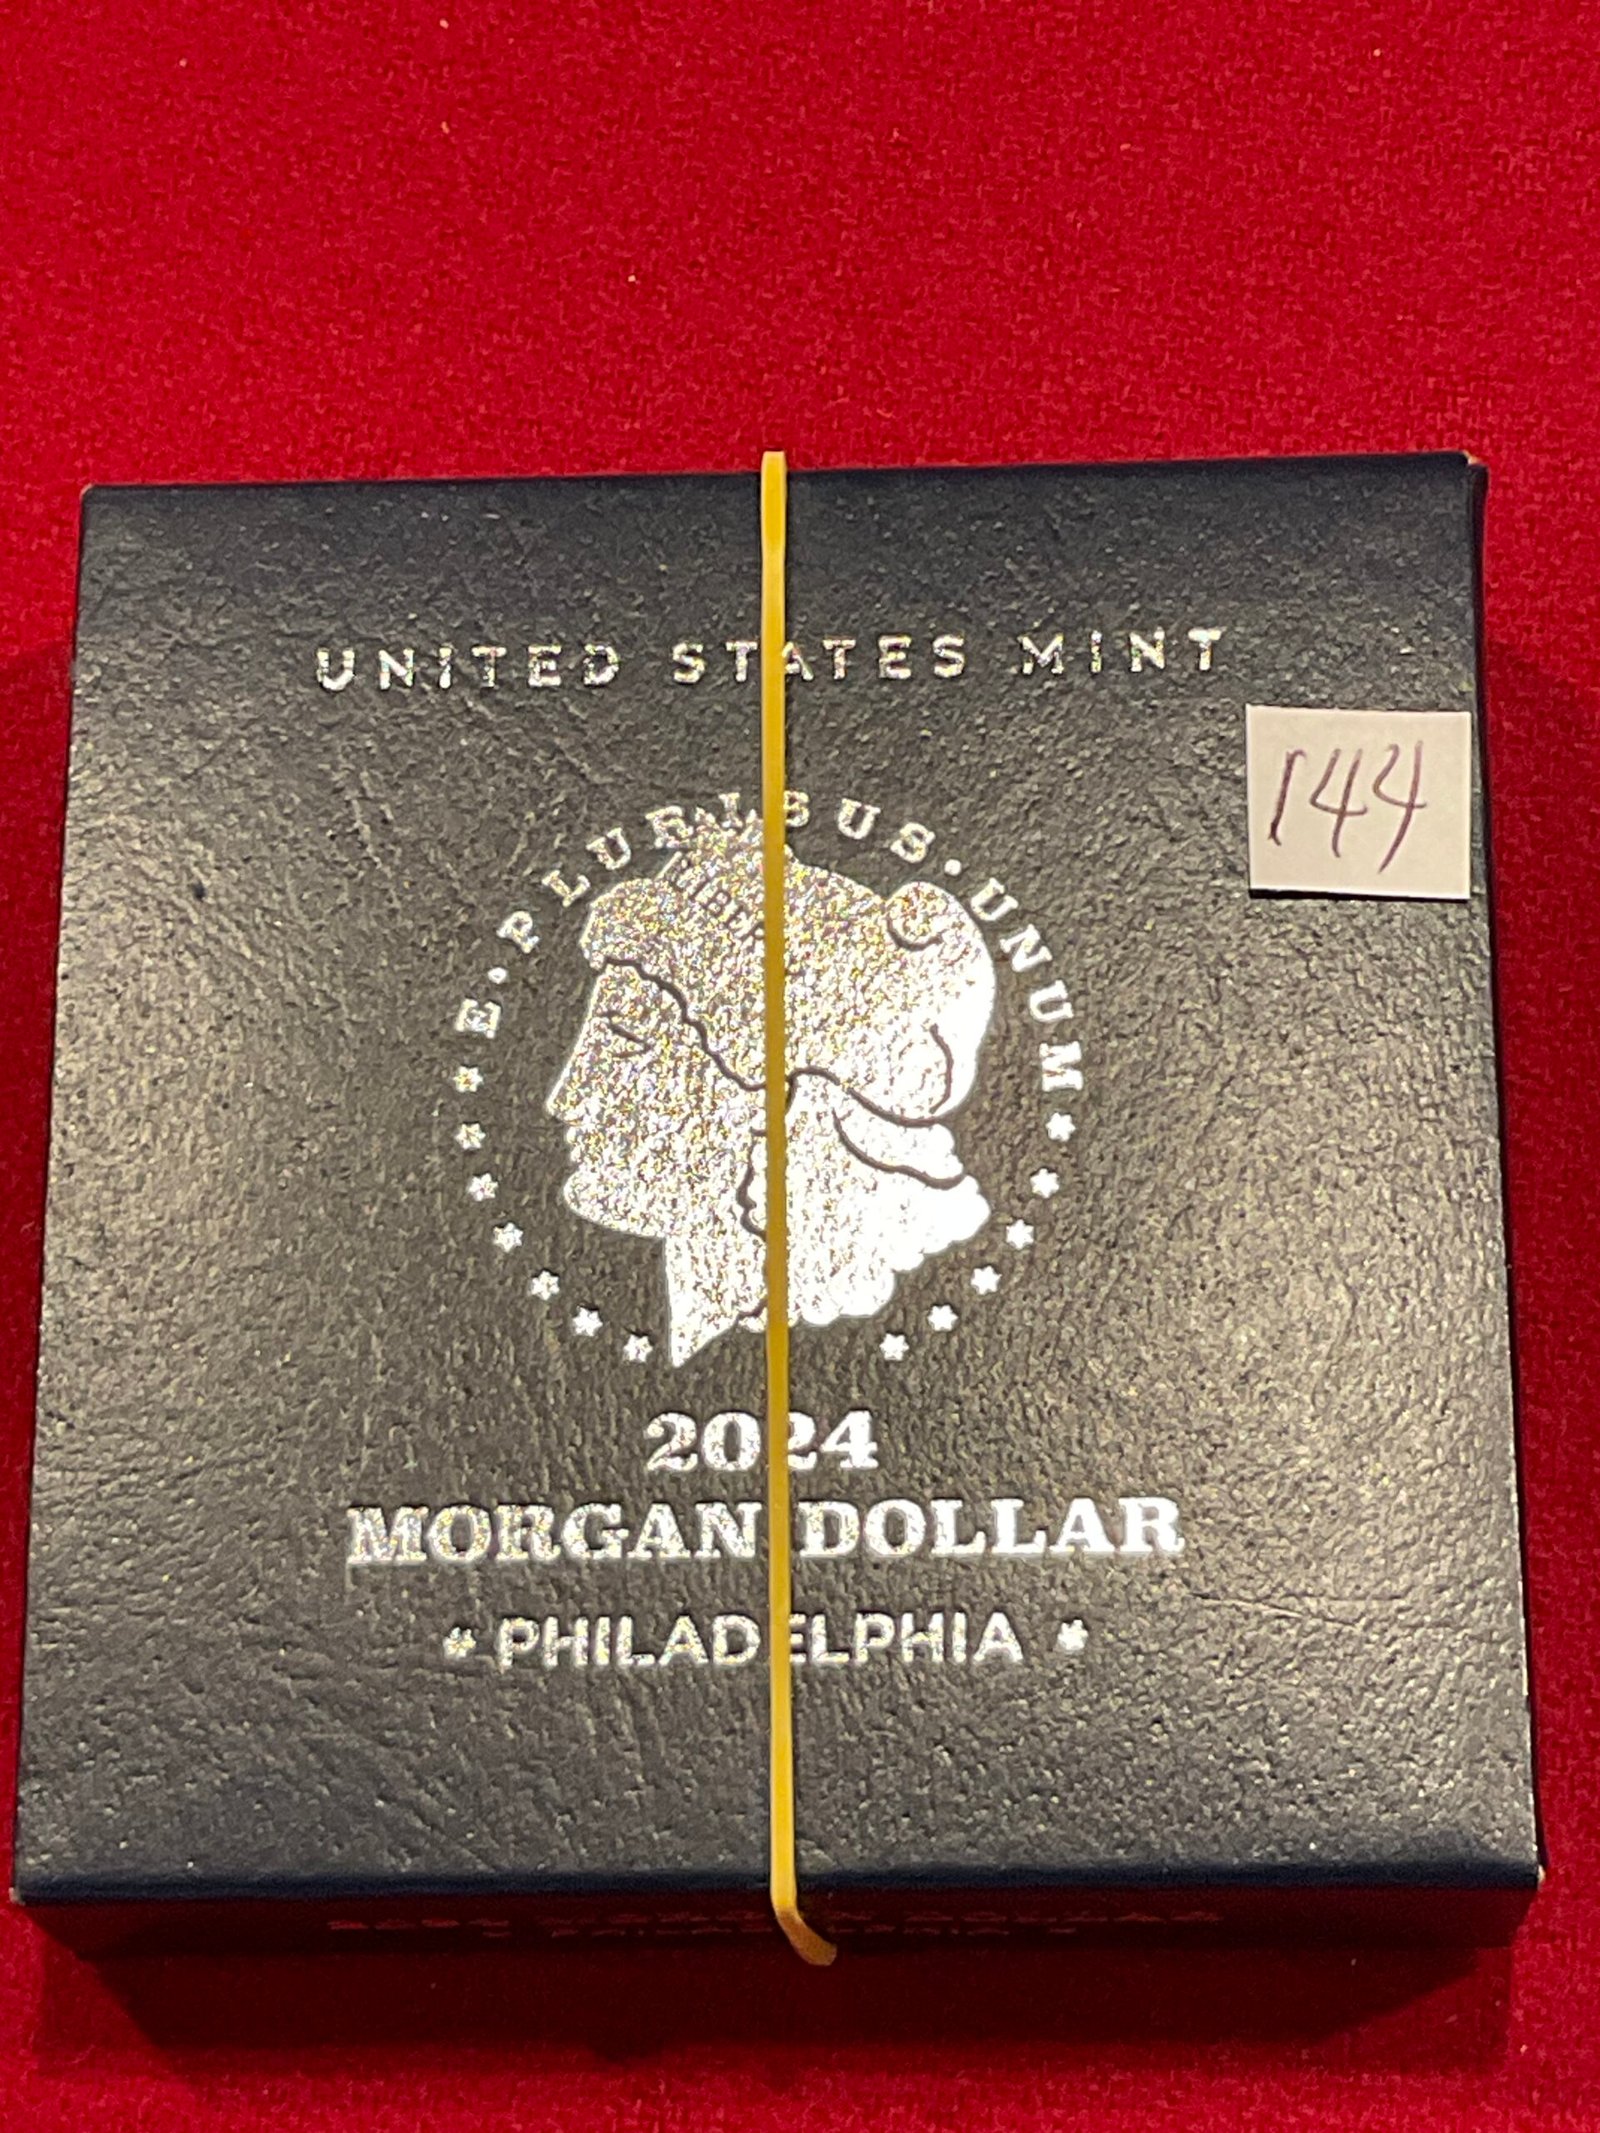 UNITED STATES MINT
144
E·PLURIBUS·UNUM
2024
MORGAN DOLLAR
PHILADELPHIA